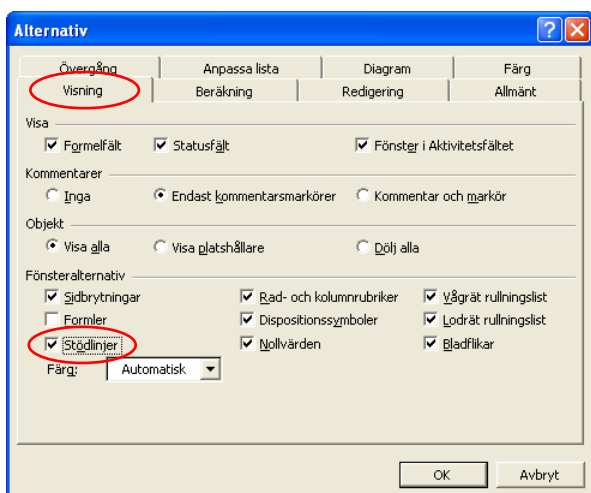 Alternativ
Övergång Anpassa lista Diagram Färg
Visning Beräkning Redigering Allmänt
Visa
Formelfält Statusfält Fönster i Aktivitetsfältet
Kommentarer
Inga Endast kommentarsmarkörer Kommentar och markör
Objekt
Visa alla Visa platshållare Dölj alla
Fönsteralternativ
Sidbrytningar Rad- och kolumnrubriker Vågrät rullningslist
Formler Dispositionssymboler Lodrät rullningslist
Stödlinjer Nollvärden Bladflikar
Färg: Automatisk
OK Avbryt